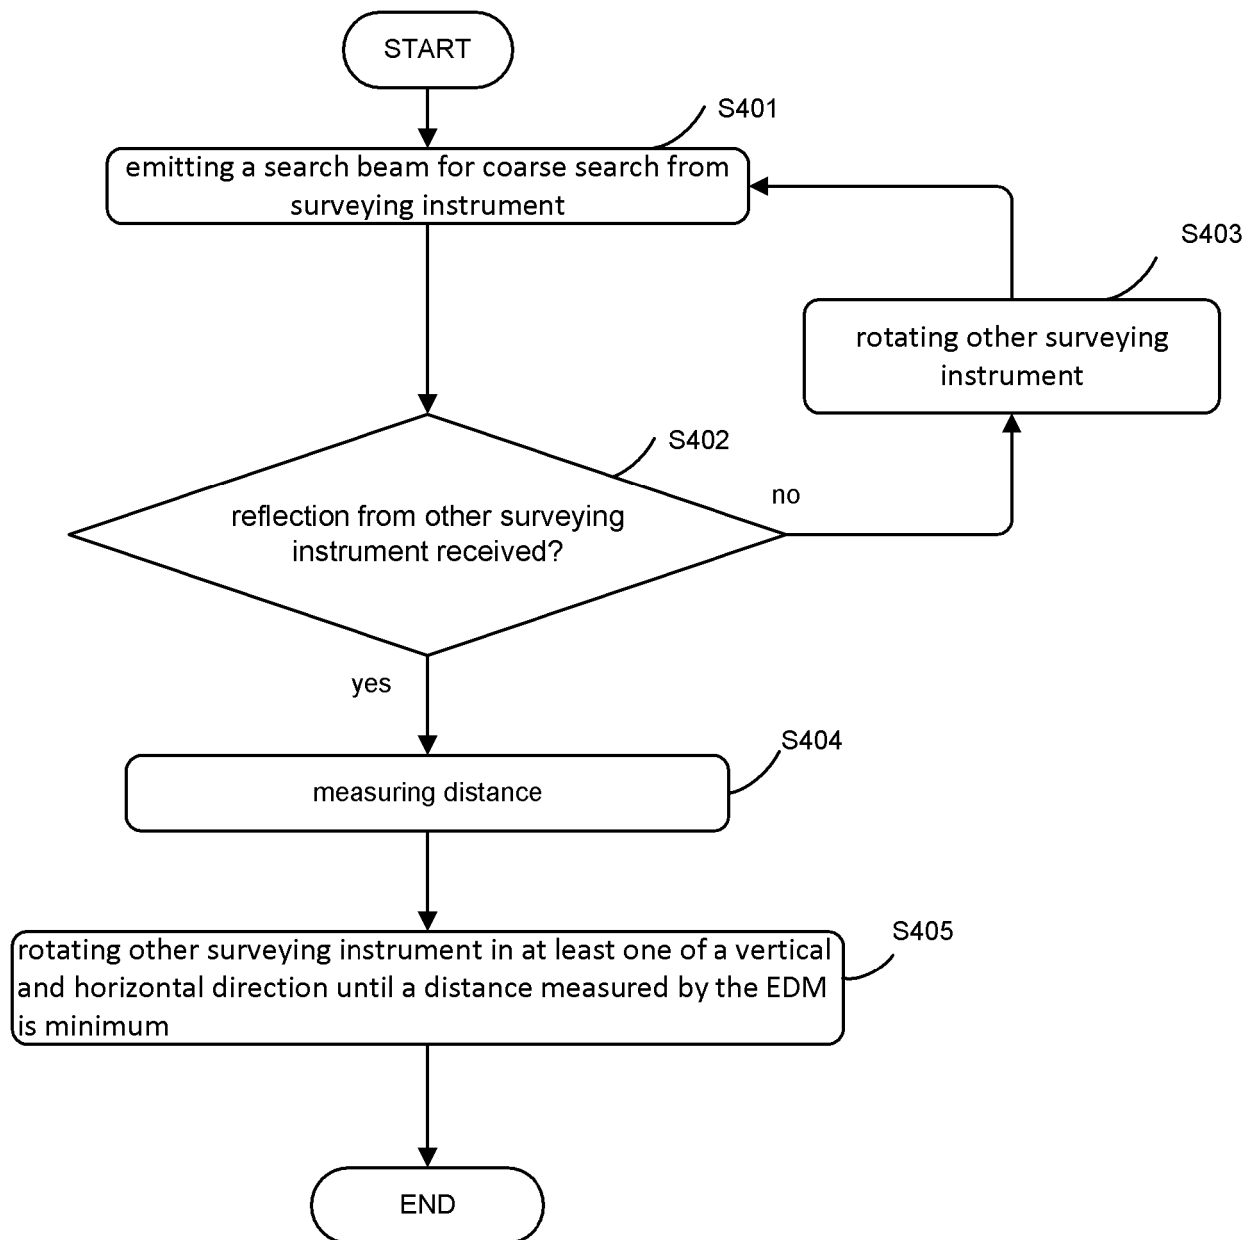 START
S401
emitting a search beam for coarse search from
surveying instrument
S403
rotating other surveying
instrument
S402
reflection from other surveying
instrument received?
no
yes
S404
measuring distance
S405
rotating other surveying instrument in at least one of a vertical
and horizontal direction until a distance measured by the EDM
is minimum
END